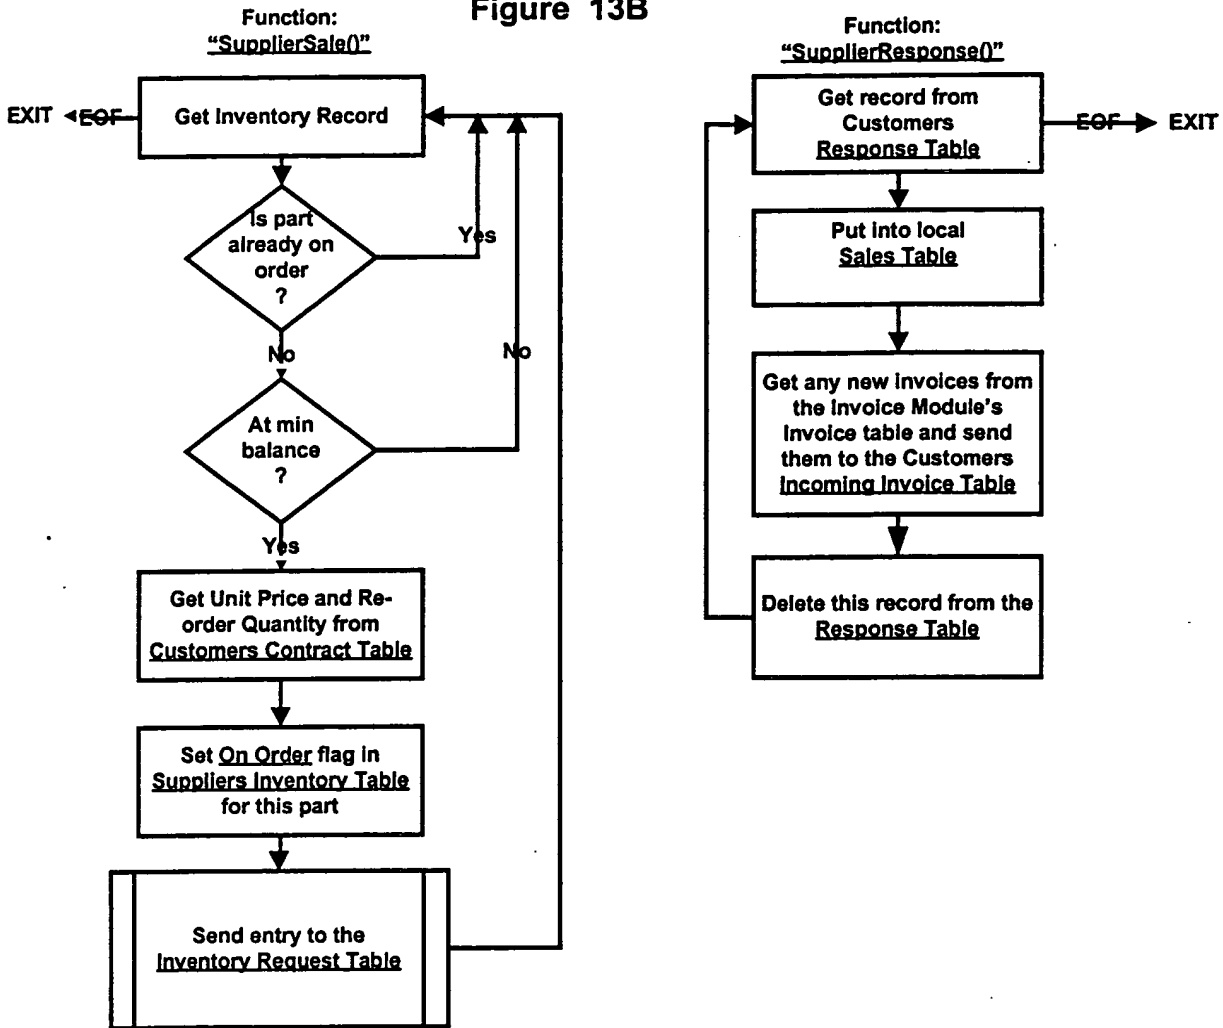 Figure 13B
Function:
"SupplierSale()"
EXIT
EOF
Get Inventory Record
Is part
already on
order
?
Yes
No
At min
balance
?
No
Yes
Get Unit Price and Re-
order Quantity from
Customers Contract Table
Set On Order flag in
Suppliers Inventory Table
for this part
Send entry to the
Inventory Request Table
Function:
"SupplierResponse()"
Get record from
Customers
Response Table
EOF
EXIT
Put into local
Sales Table
Get any new invoices from
the Invoice Module's
Invoice table and send
them to the Customers
Incoming Invoice Table
Delete this record from the
Response Table